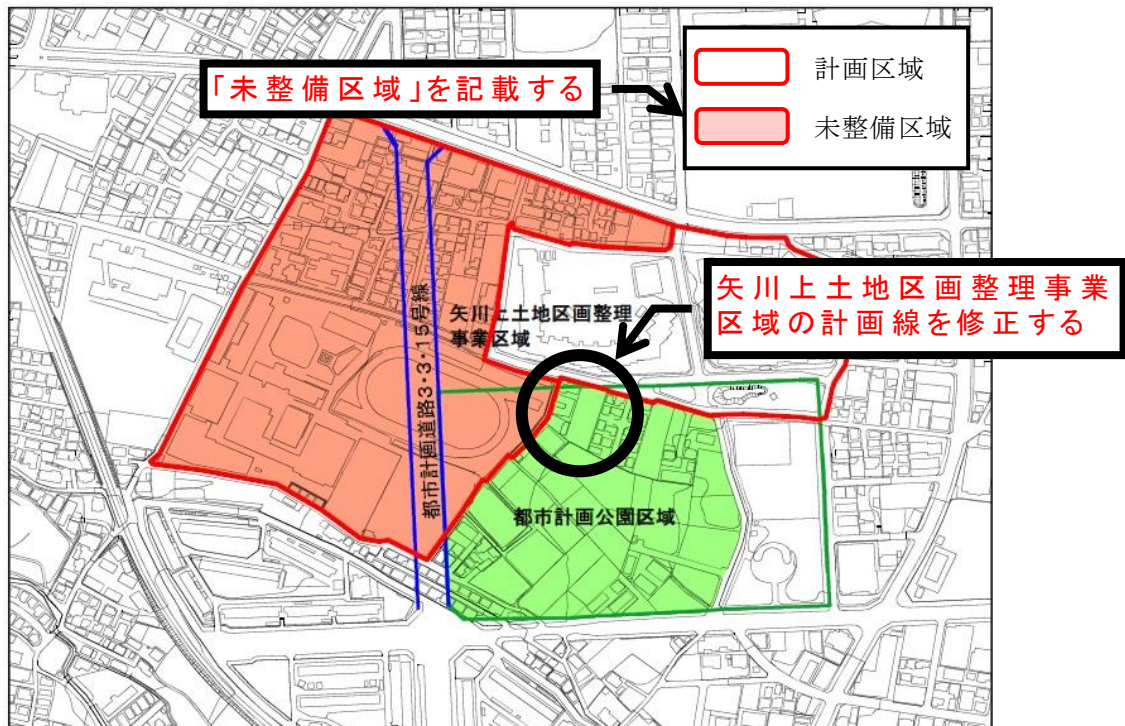 「未整備区域」を記載する
計画区域
未整備区域
矢川上土地区画整理事業
区域の計画線を修正する
矢川上土地区画整理
事業区域
都市計画道路3・3・15号線
都市計画公園区域